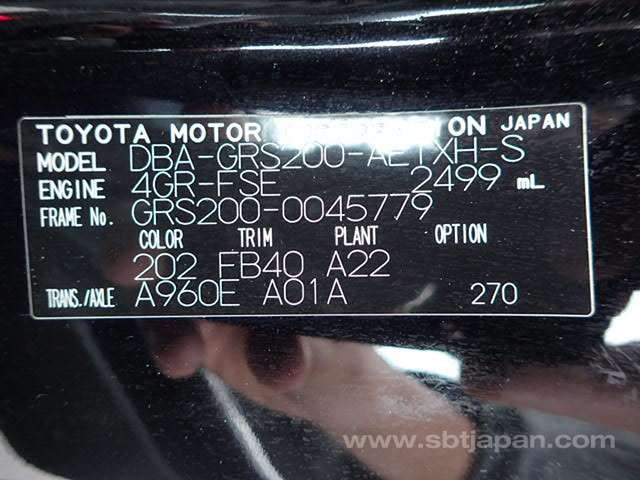 TOYOTA MOTOR CORPORATION JAPAN
MODEL DBA-GRS200-AETXH-S
ENGINE 4GR-FSE 2499 mL
FRAME No. GRS200-0045779
COLOR TRIM PLANT OPTION
202 FB40 A22
TRANS./AXLE A960E A01A 270
www.sbtjapan.com